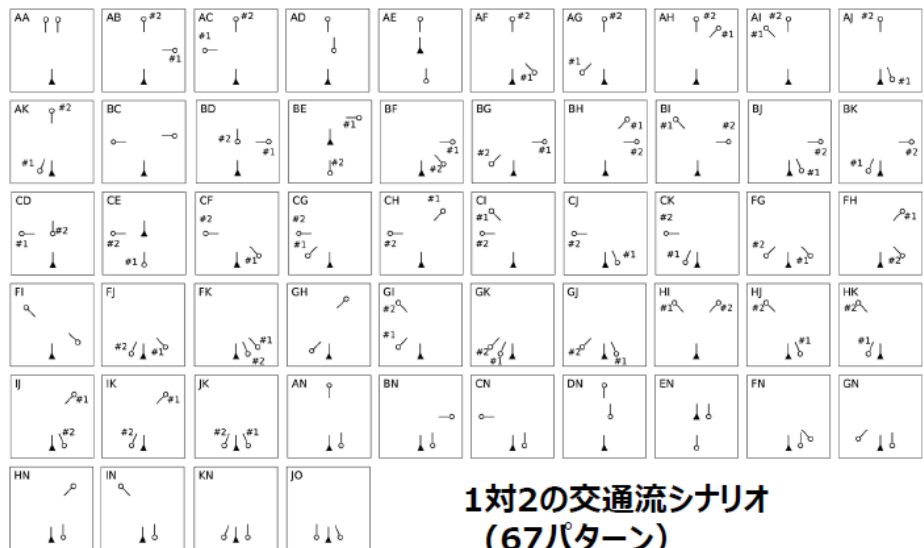 AA
AB #2
#1
AC #2
#1
AD
AE
AF #2
#1
AG #2
#1
AH #2
#1
AI #2
#1
AJ #2
#1
AK #2
#1
BC
BD
#2
#1
BE
#1
#2
BF
#1
#2
BG
#1
#2
BH
#1
#2
BI
#1 #2
BJ
#2
#1
BK
#2
#1
CD
#2
#1
CE
#2
#1
CF
#2
#1
CG
#2
#1
CH #1
#2
CI
#1
#2
CJ
#2
#1
CK
#2
#1
FG
#2 #1
FH
#1
#2
FI
FJ
#2 #1
FK
#1
#2
GH
GI
#2
#1
GK
#2
#1
GJ
#2
#1
HI
#1 #2
HJ
#2
#1
HK
#2
#1
IJ
#1
#2
IK
#1
#2
JK
#2 #1
AN
BN
CN
DN
EN
FN
GN
HN
IN
KN
JO
1対2の交通流シナリオ
（67パターン）